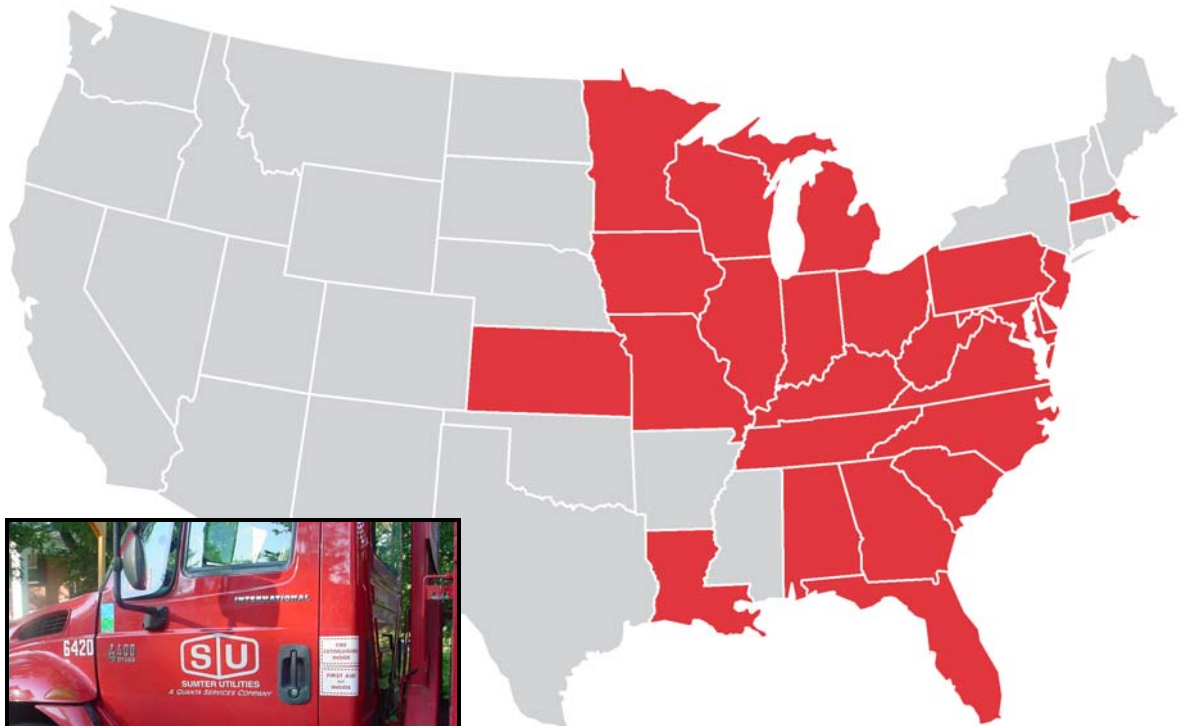 INTERNATIONAL
6420
4400
SU
SUMTER UTILITIES
A QUANTA SERVICES COMPANY
FIRE
EXTINGUISHER
INSIDE
FIRST AID
KIT
INSIDE